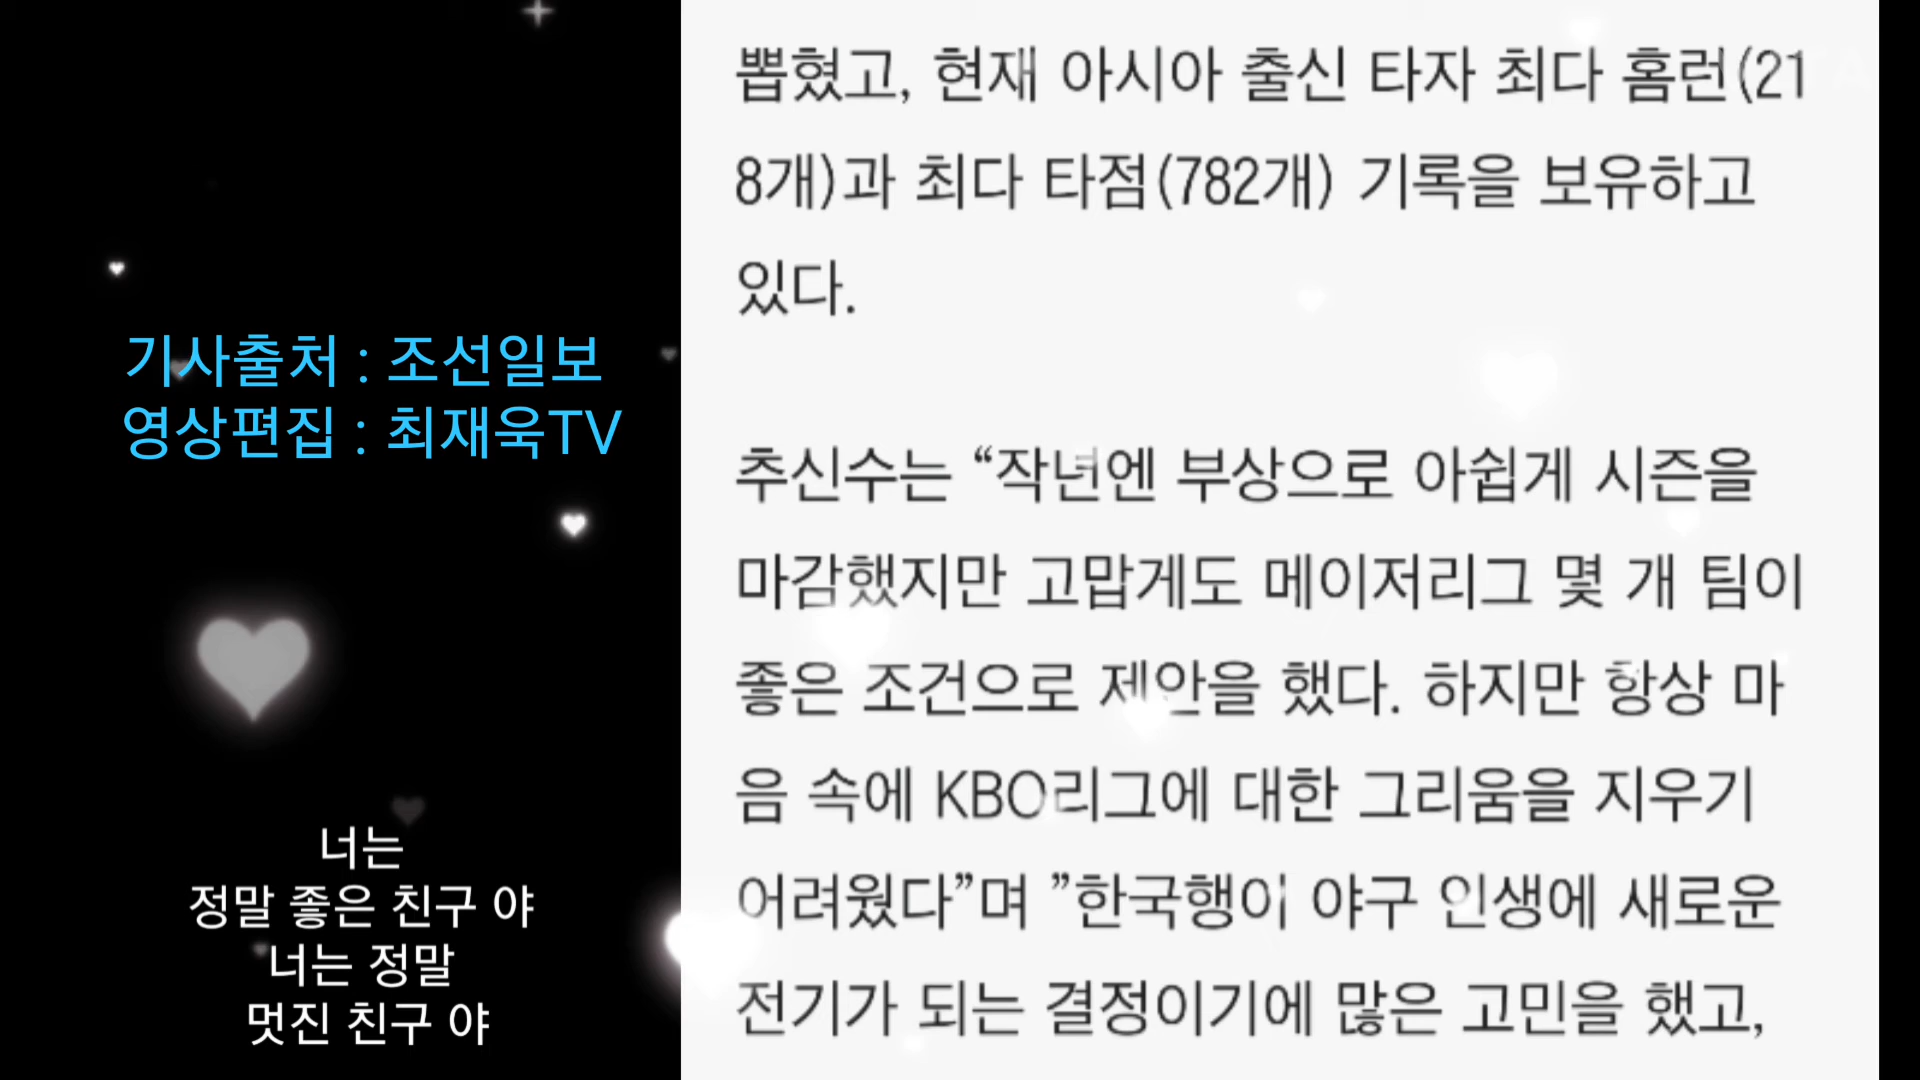 기사출처 : 조선일보
영상편집 : 최재욱TV
너는
정말 좋은 친구 야
너는 정말
멋진 친구 야
뽑혔고, 현재 아시아 출신 타자 최다 홈런(21
8개)과 최다 타점(782개) 기록을 보유하고
있다.
추신수는 “작년엔 부상으로 아쉽게 시즌을
마감했지만 고맙게도 메이저리그 몇 개 팀이
좋은 조건으로 제안을 했다. 하지만 항상 마
음 속에 KBO리그에 대한 그리움을 지우기
어려웠다”며 ”한국행이 야구 인생에 새로운
전기가 되는 결정이기에 많은 고민을 했고,